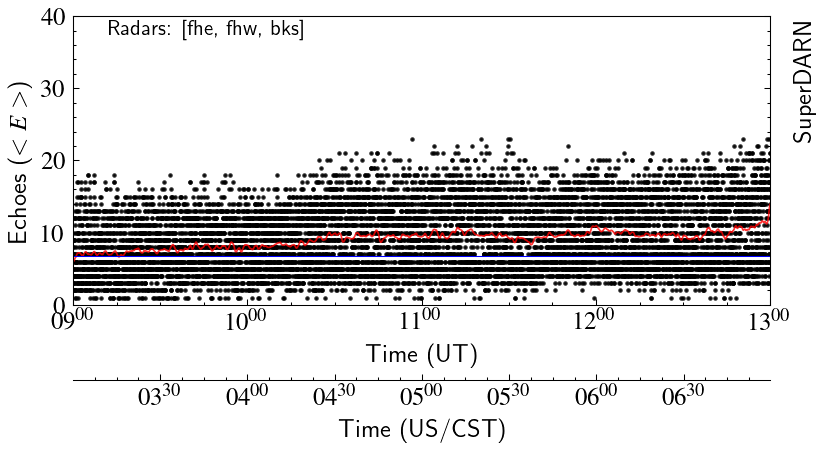 Radars: [fhe, fhw, bks]
SuperDARN
Echoes (< E >)
40
30
20
10
0
09⁰⁰ 10⁰⁰ 11⁰⁰ 12⁰⁰ 13⁰⁰
Time (UT)
03³⁰ 04⁰⁰ 04³⁰ 05⁰⁰ 05³⁰ 06⁰⁰ 06³⁰
Time (US/CST)